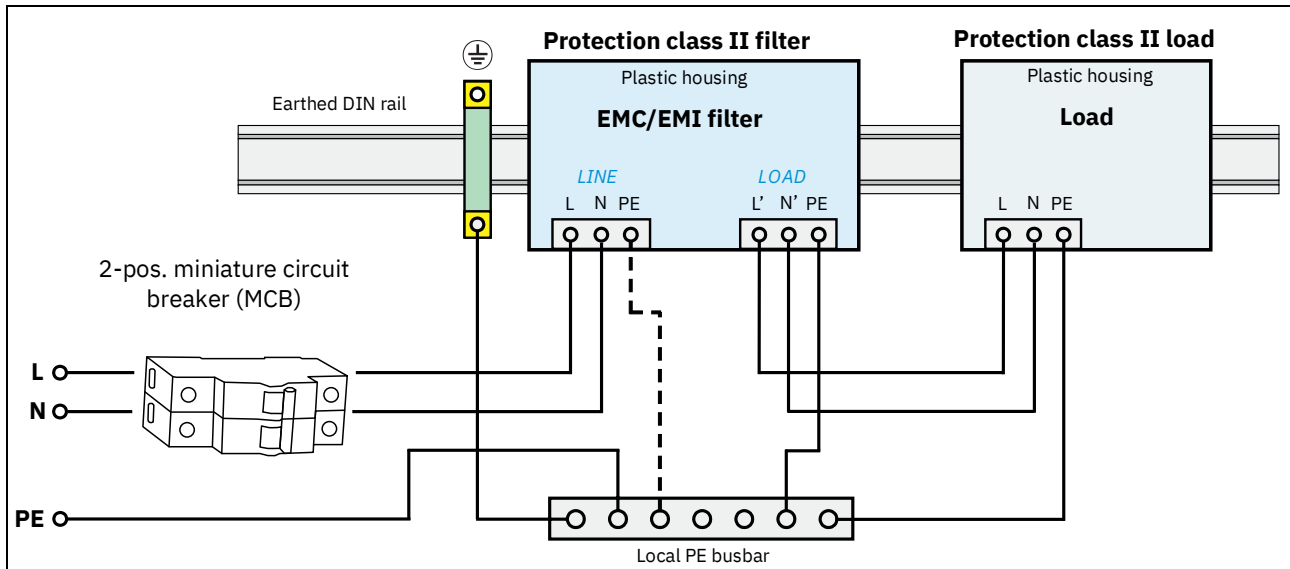 Protection class II filter
Protection class II load
Plastic housing
Plastic housing
Earthed DIN rail
EMC/EMI filter
Load
LINE
LOAD
L N PE
L’ N’ PE
L N PE
2-pos. miniature circuit
breaker (MCB)
L
N
PE
Local PE busbar